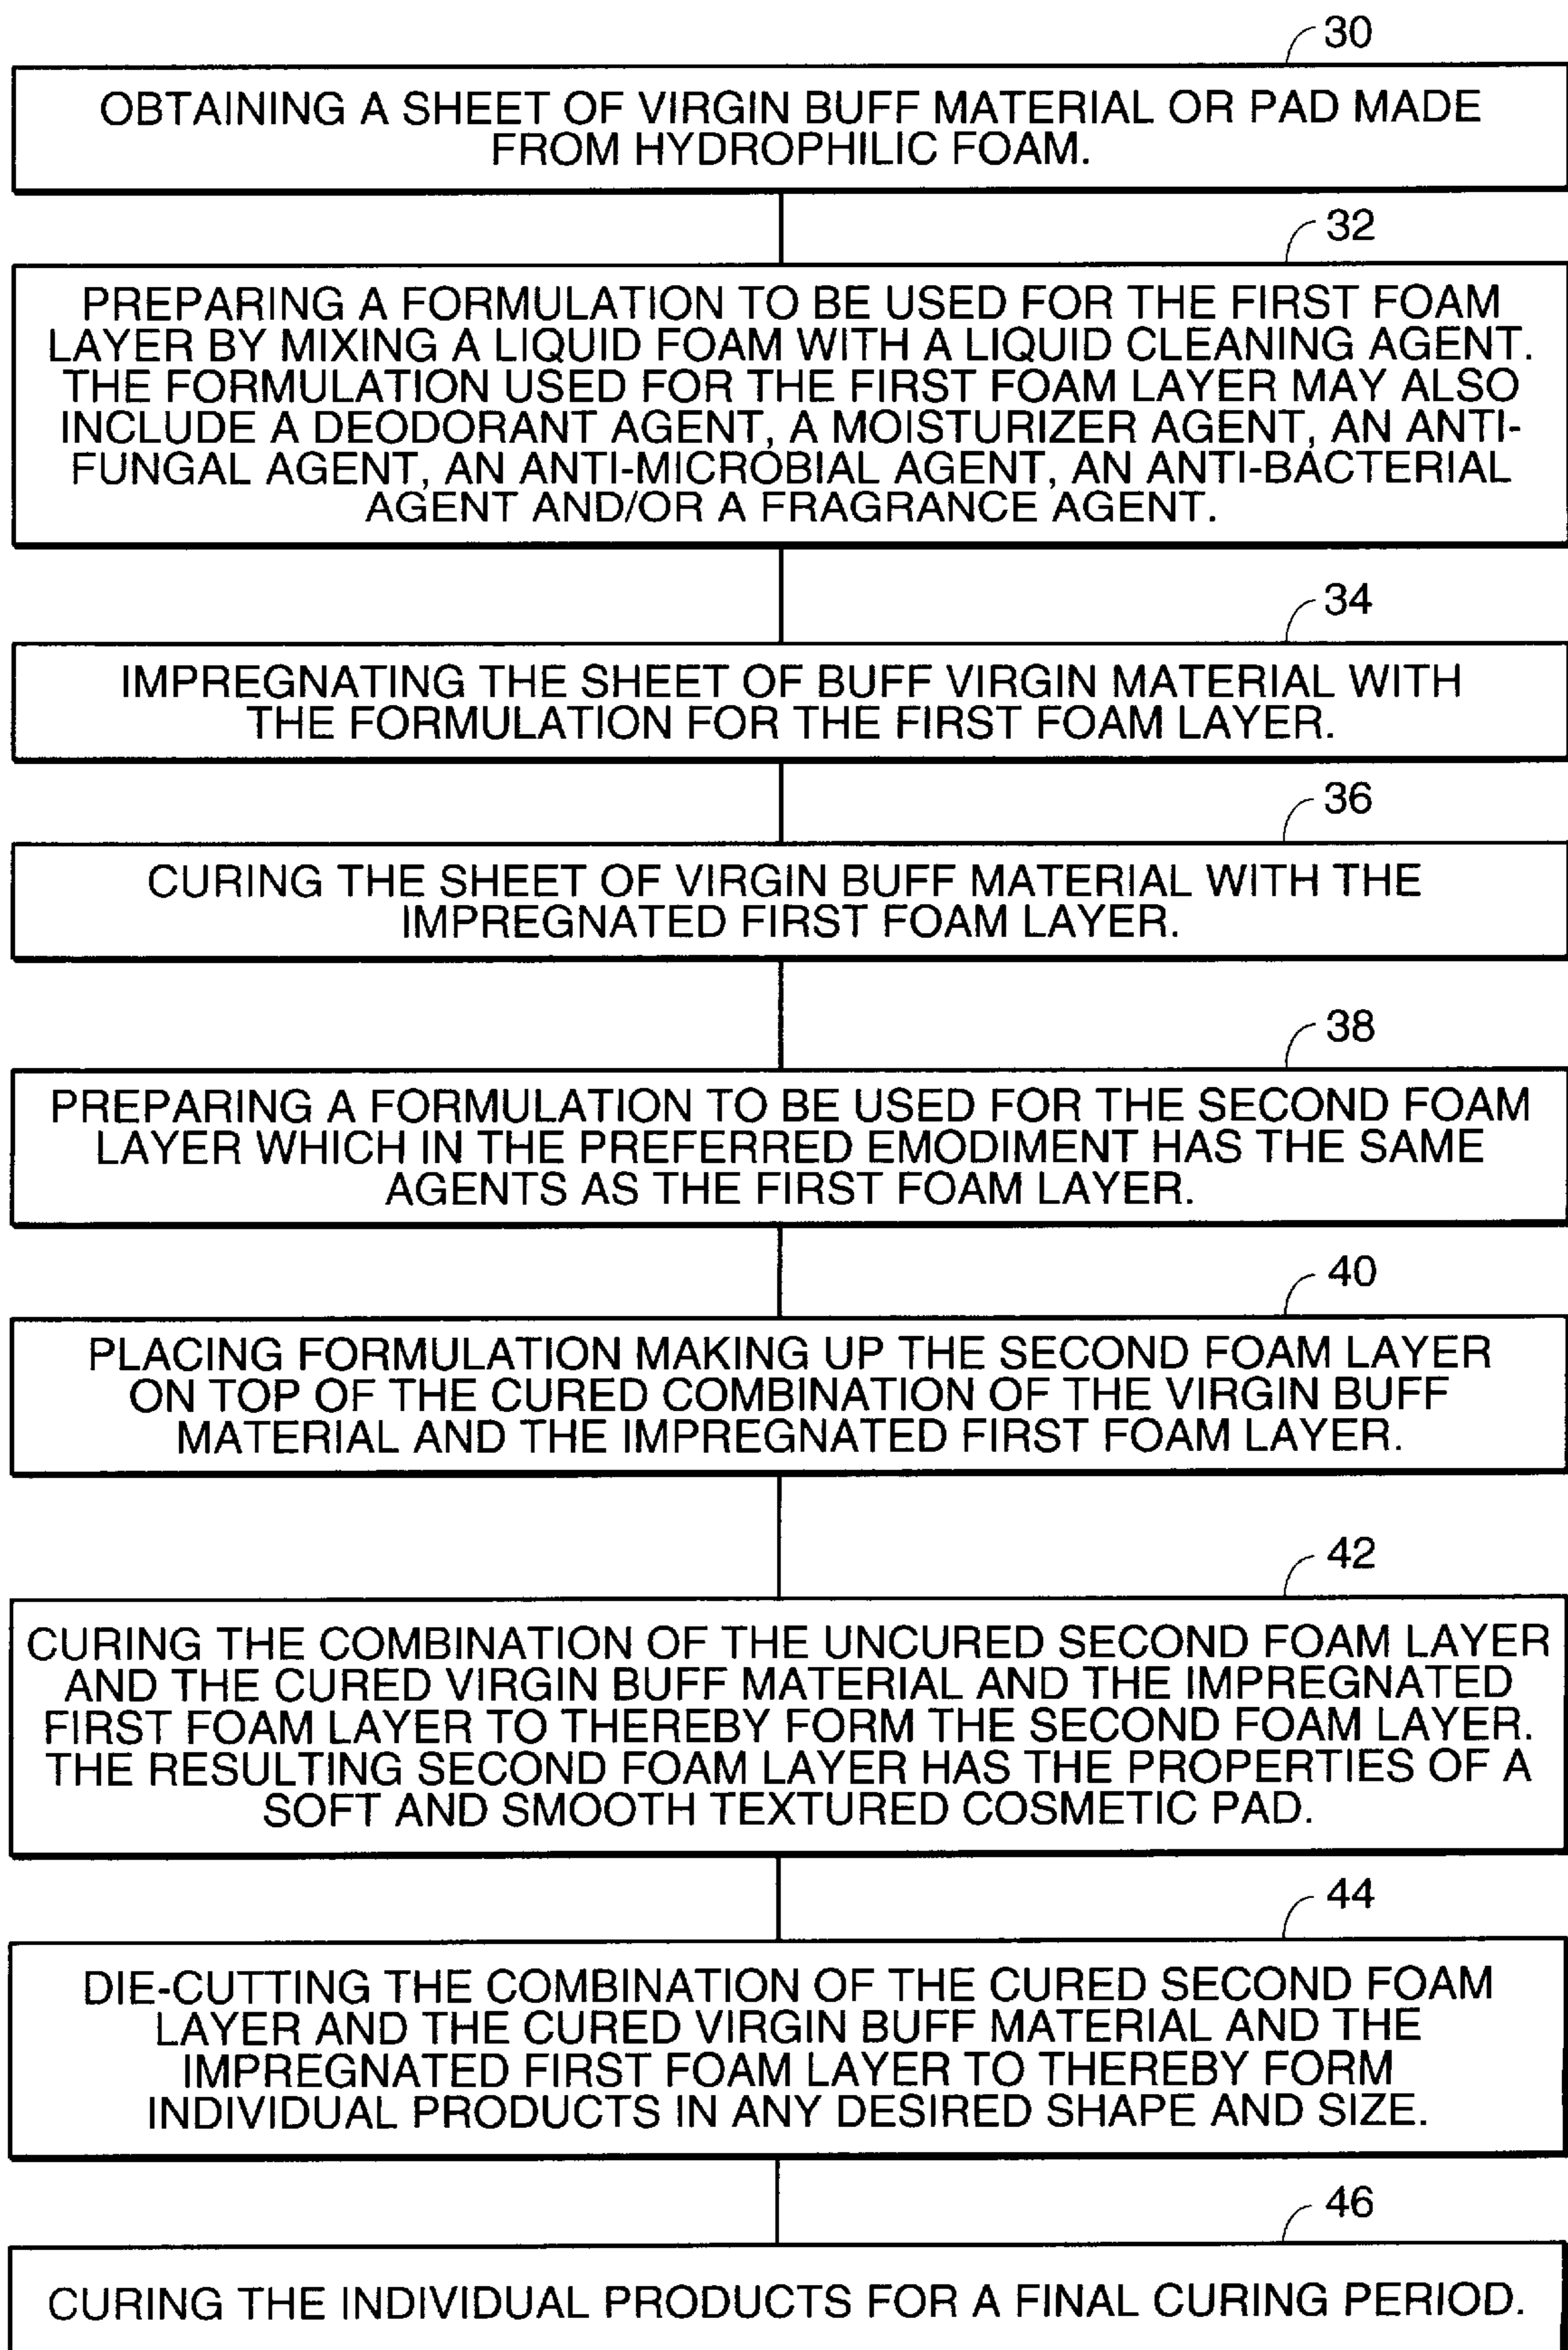 30
OBTAINING A SHEET OF VIRGIN BUFF MATERIAL OR PAD MADE
FROM HYDROPHILIC FOAM.
32
PREPARING A FORMULATION TO BE USED FOR THE FIRST FOAM
LAYER BY MIXING A LIQUID FOAM WITH A LIQUID CLEANING AGENT.
THE FORMULATION USED FOR THE FIRST FOAM LAYER MAY ALSO
INCLUDE A DEODORANT AGENT, A MOISTURIZER AGENT, AN ANTI-
FUNGAL AGENT, AN ANTI-MICROBIAL AGENT, AN ANTI-BACTERIAL
AGENT AND/OR A FRAGRANCE AGENT.
34
IMPREGNATING THE SHEET OF BUFF VIRGIN MATERIAL WITH
THE FORMULATION FOR THE FIRST FOAM LAYER.
36
CURING THE SHEET OF VIRGIN BUFF MATERIAL WITH THE
IMPREGNATED FIRST FOAM LAYER.
38
PREPARING A FORMULATION TO BE USED FOR THE SECOND FOAM
LAYER WHICH IN THE PREFERRED EMODIMENT HAS THE SAME
AGENTS AS THE FIRST FOAM LAYER.
40
PLACING FORMULATION MAKING UP THE SECOND FOAM LAYER
ON TOP OF THE CURED COMBINATION OF THE VIRGIN BUFF
MATERIAL AND THE IMPREGNATED FIRST FOAM LAYER.
42
CURING THE COMBINATION OF THE UNCURED SECOND FOAM LAYER
AND THE CURED VIRGIN BUFF MATERIAL AND THE IMPREGNATED
FIRST FOAM LAYER TO THEREBY FORM THE SECOND FOAM LAYER.
THE RESULTING SECOND FOAM LAYER HAS THE PROPERTIES OF A
SOFT AND SMOOTH TEXTURED COSMETIC PAD.
44
DIE-CUTTING THE COMBINATION OF THE CURED SECOND FOAM
LAYER AND THE CURED VIRGIN BUFF MATERIAL AND THE
IMPREGNATED FIRST FOAM LAYER TO THEREBY FORM
INDIVIDUAL PRODUCTS IN ANY DESIRED SHAPE AND SIZE.
46
CURING THE INDIVIDUAL PRODUCTS FOR A FINAL CURING PERIOD.